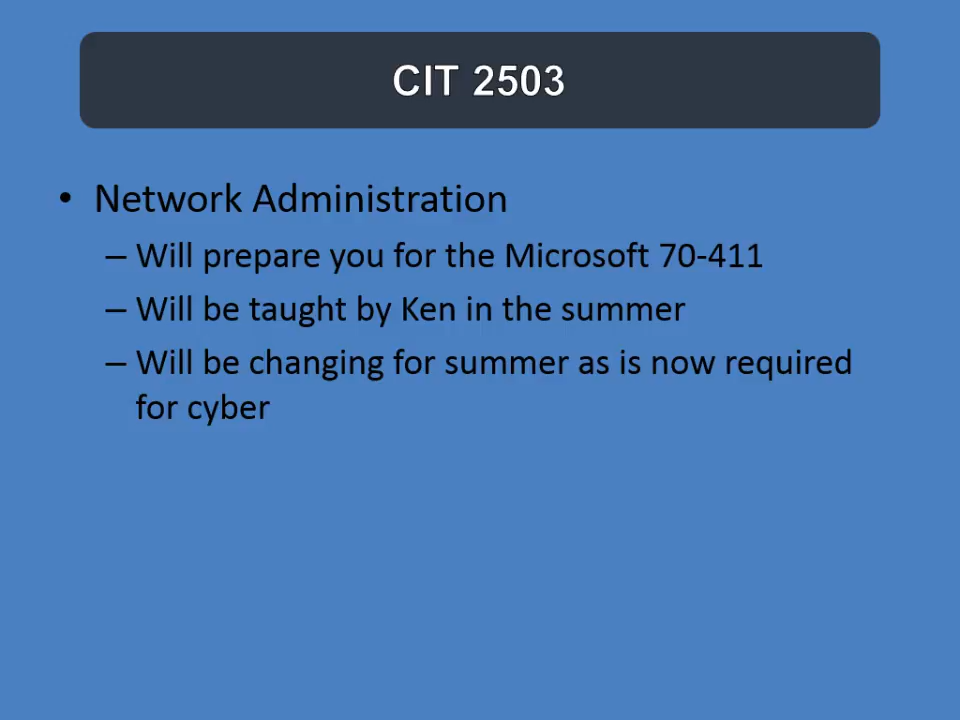 CIT 2503
• Network Administration
– Will prepare you for the Microsoft 70-411
– Will be taught by Ken in the summer
– Will be changing for summer as is now required
for cyber